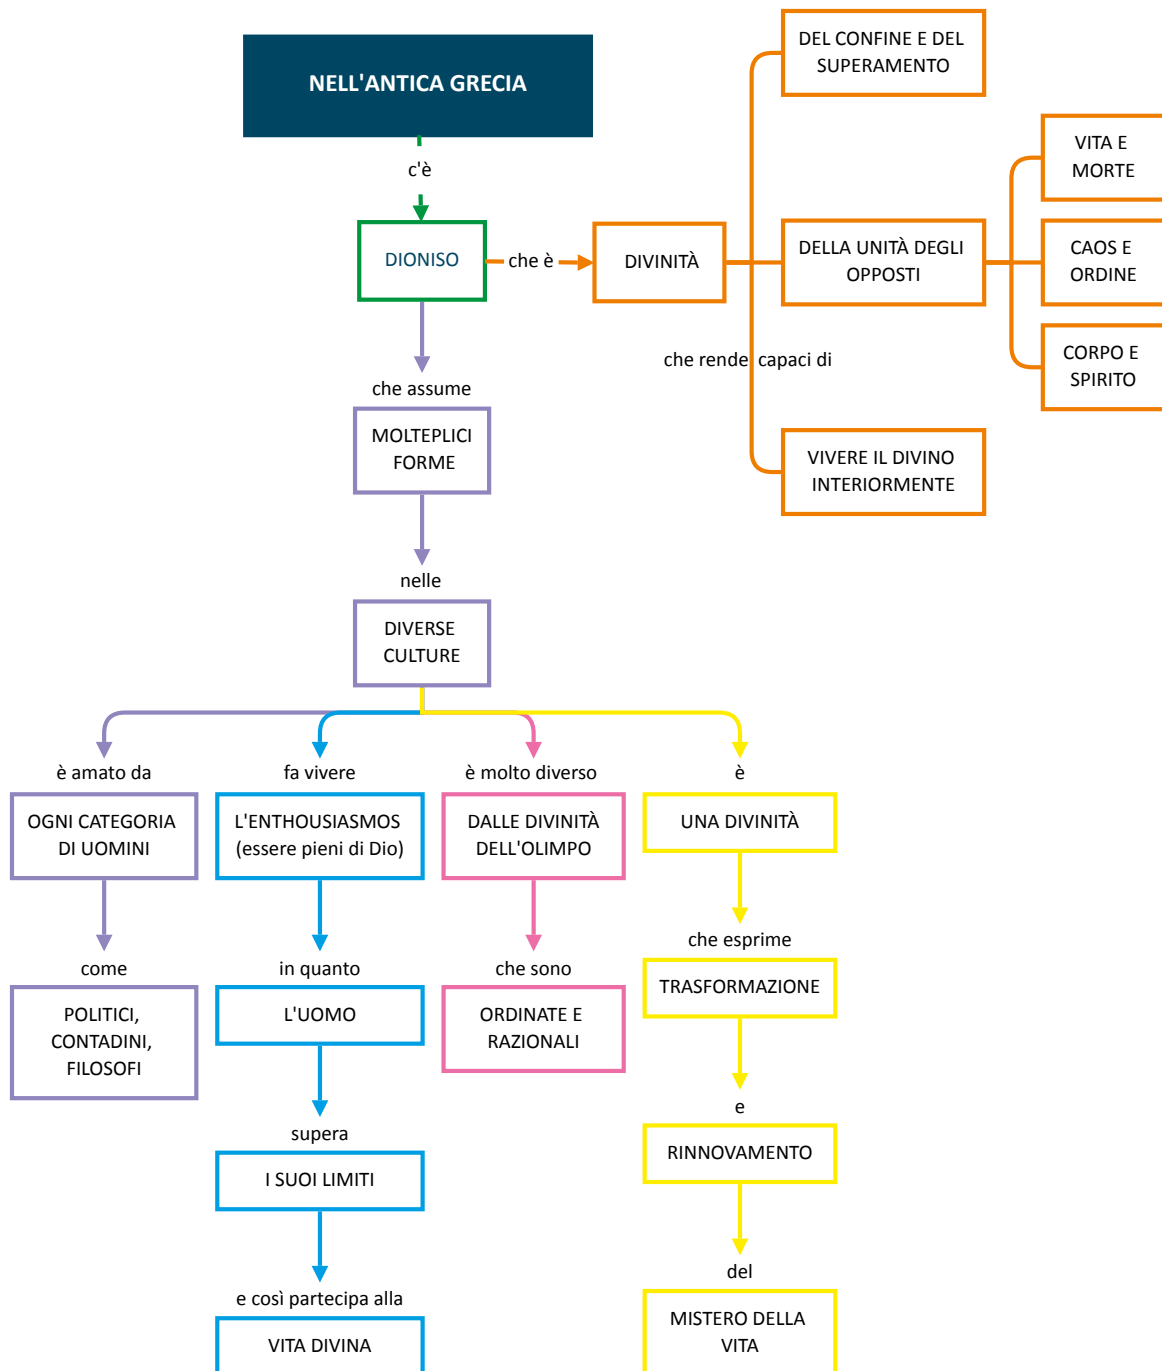 NELL'ANTICA GRECIA
c'è
DIONISO
che è
DIVINITÀ
DEL CONFINE E DEL
SUPERAMENTO
DELLA UNITÀ DEGLI
OPPOSTI
VITA E
MORTE
CAOS E
ORDINE
CORPO E
SPIRITO
che rende capaci di
VIVERE IL DIVINO
INTERIORMENTE
che assume
MOLTEPLICI
FORME
nelle
DIVERSE
CULTURE
è amato da
OGNI CATEGORIA
DI UOMINI
come
POLITICI,
CONTADINI,
FILOSOFI
fa vivere
L'ENTHOUSIASMOS
(essere pieni di Dio)
in quanto
L'UOMO
supera
I SUOI LIMITI
e così partecipa alla
VITA DIVINA
è molto diverso
DALLE DIVINITÀ
DELL'OLIMPO
che sono
ORDINATE E
RAZIONALI
è
UNA DIVINITÀ
che esprime
TRASFORMAZIONE
e
RINNOVAMENTO
del
MISTERO DELLA
VITA